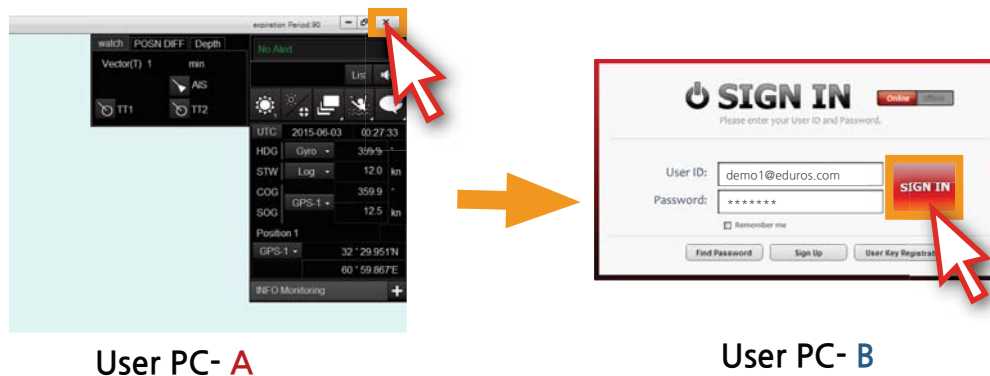 expiration Period:90
watch POSN DIFF Depth
Vector(T) 1 min
AIS
TT1 TT2
No Alert
UTC 2015-06-03 00:27:33
HDG Gyro 359.9 °
STW Log 12.0 kn
COG 359.9 °
GPS-1
SOG 12.5 kn
Position 1
GPS-1 32 ° 29.951'N
60 ° 59.867'E
INFO Monitoring +
User PC- A
SIGN IN
Online offline
Please enter your User ID and Password.
User ID: demo1@eduros.com
Password: *******
SIGN IN
Remember me
Find Password Sign Up User Key
User PC- B